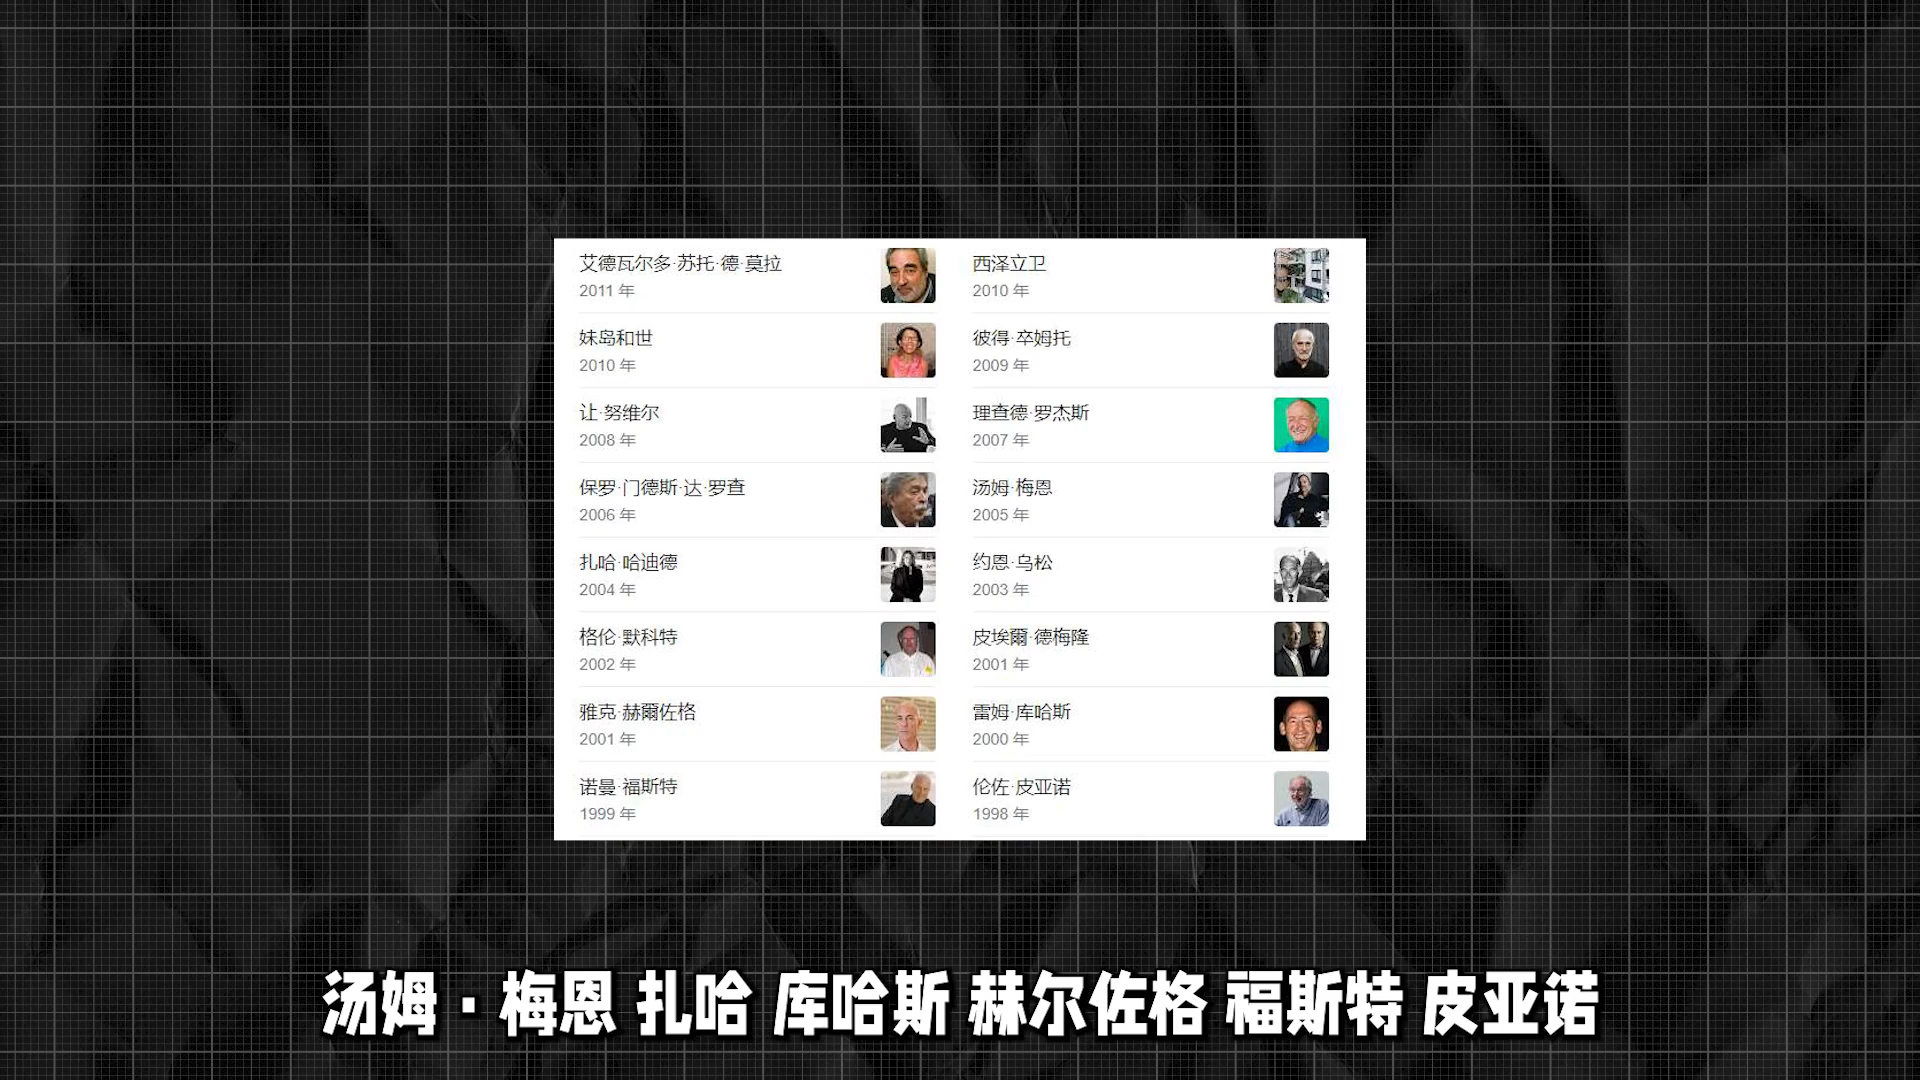 艾德瓦尔多·苏托·德·莫拉
2011 年
西泽立卫
2010 年
妹岛和世
2010 年
彼得·卒姆托
2009 年
让·努维尔
2008 年
理查德·罗杰斯
2007 年
保罗·门德斯·达·罗查
2006 年
汤姆·梅恩
2005 年
扎哈·哈迪德
2004 年
约恩·乌松
2003 年
格伦·默科特
2002 年
皮埃爾·德梅隆
2001 年
雅克·赫爾佐格
2001 年
雷姆·库哈斯
2000 年
诺曼·福斯特
1999 年
伦佐·皮亚诺
1998 年
汤姆·梅恩 扎哈 库哈斯 赫尔佐格 福斯特 皮亚诺